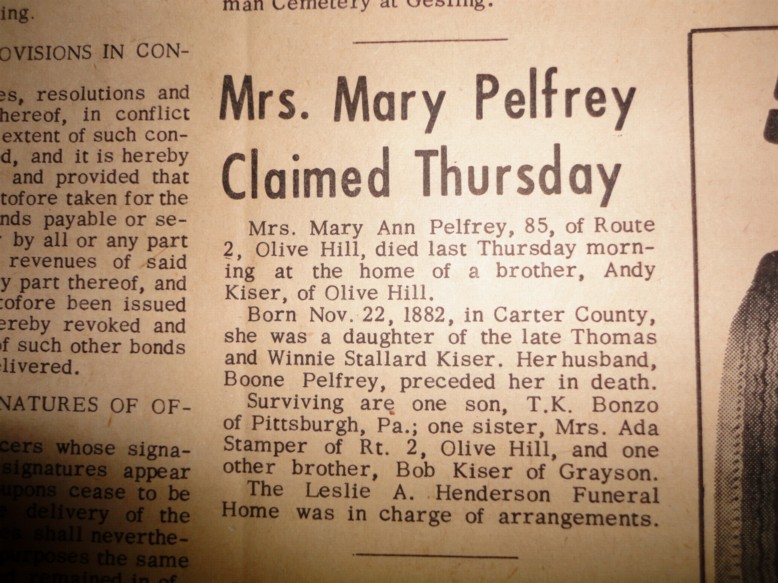 ing.
OVISIONS IN CON-
es, resolutions and
hereof, in conflict
extent of such con-
d, and it is hereby
and provided that
tofore taken for the
nds payable or se-
by all or any part
revenues of said
y part thereof, and
tofore been issued
ereby revoked and
of such other bonds
livered.
NATURES OF OF-
cers whose signa-
signatures appear
upons cease to be
delivery of the
shall neverthe-
purposes the same
remained in of-
man Cemetery at Gesling.
Mrs. Mary Pelfrey
Claimed Thursday
Mrs. Mary Ann Pelfrey, 85, of Route
2, Olive Hill, died last Thursday morn-
ing at the home of a brother, Andy
Kiser, of Olive Hill.
Born Nov. 22, 1882, in Carter County,
she was a daughter of the late Thomas
and Winnie Stallard Kiser. Her husband,
Boone Pelfrey, preceded her in death.
Surviving are one son, T.K. Bonzo
of Pittsburgh, Pa.; one sister, Mrs. Ada
Stamper of Rt. 2, Olive Hill, and one
other brother, Bob Kiser of Grayson.
The Leslie A. Henderson Funeral
Home was in charge of arrangements.